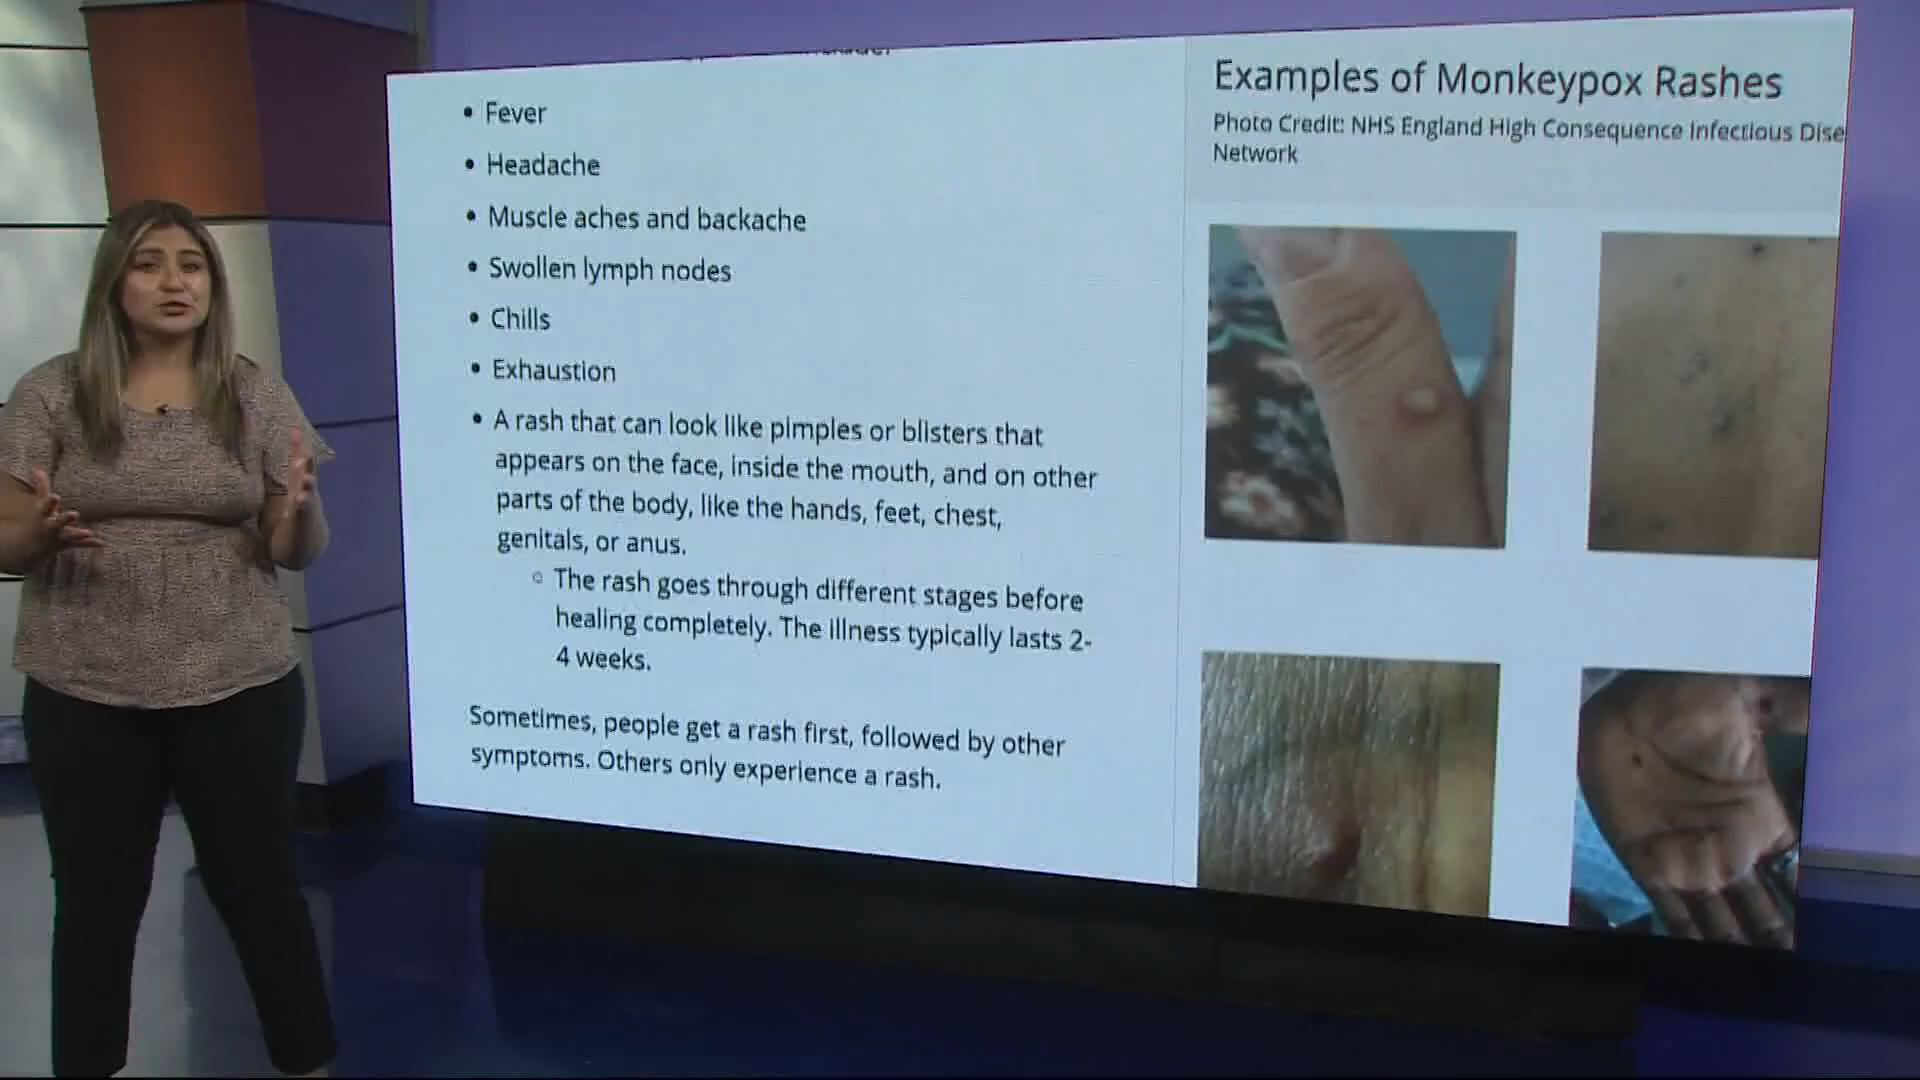 • Fever
• Headache
• Muscle aches and backache
• Swollen lymph nodes
• Chills
• Exhaustion
• A rash that can look like pimples or blisters that
appears on the face, inside the mouth, and on other
parts of the body, like the hands, feet, chest,
genitals, or anus.
○ The rash goes through different stages before
healing completely. The illness typically lasts 2-
4 weeks.
Sometimes, people get a rash first, followed by other
symptoms. Others only experience a rash.
Examples of Monkeypox Rashes
Photo Credit: NHS England High Consequence Infectious Dise
Network